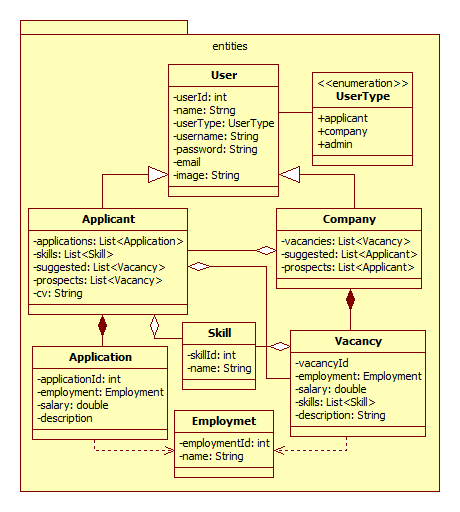 entities
User
-userId: int
-name: Strng
-userType: UserType
-username: String
-password: String
-email
-image: String
<<enumeration>>
UserType
+applicant
+company
+admin
Applicant
-applications: List<Application>
-skills: List<Skill>
-suggested: List<Vacancy>
-prospects: List<Vacancy>
-cv: String
Company
-vacancies: List<Vacancy>
-suggested: List<Applicant>
-prospects: List<Applicant>
Application
-applicationId: int
-employment: Employment
-salary: double
-description
Skill
-skillId: int
-name: String
Vacancy
-vacancyId
-employment: Employment
-salary: double
-skills: List<Skill>
-description: String
Employmet
-employmentId: int
-name: String